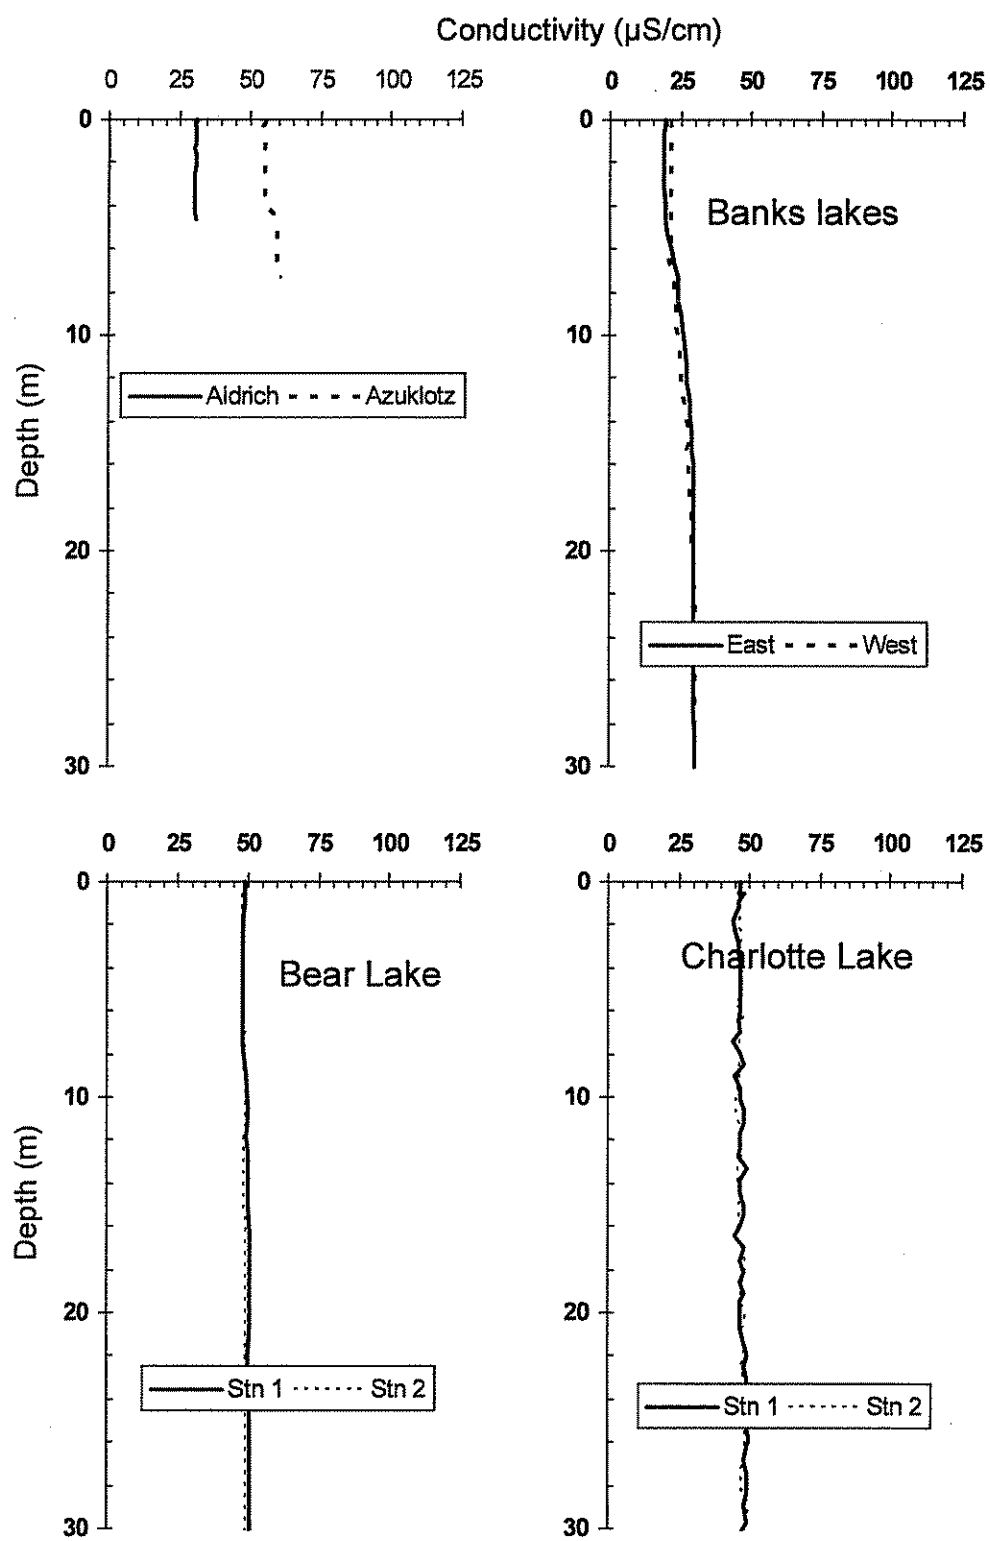 Conductivity (µS/cm)
0 25 50 75 100 125
0
10
20
30
Depth (m)
Aldrich Azuklotz
0 25 50 75 100 125
0
10
20
30
Banks lakes
East West
0 25 50 75 100 125
0
10
20
30
Depth (m)
Bear Lake
Stn 1 Stn 2
0 25 50 75 100 125
0
10
20
30
Charlotte Lake
Stn 1 Stn 2